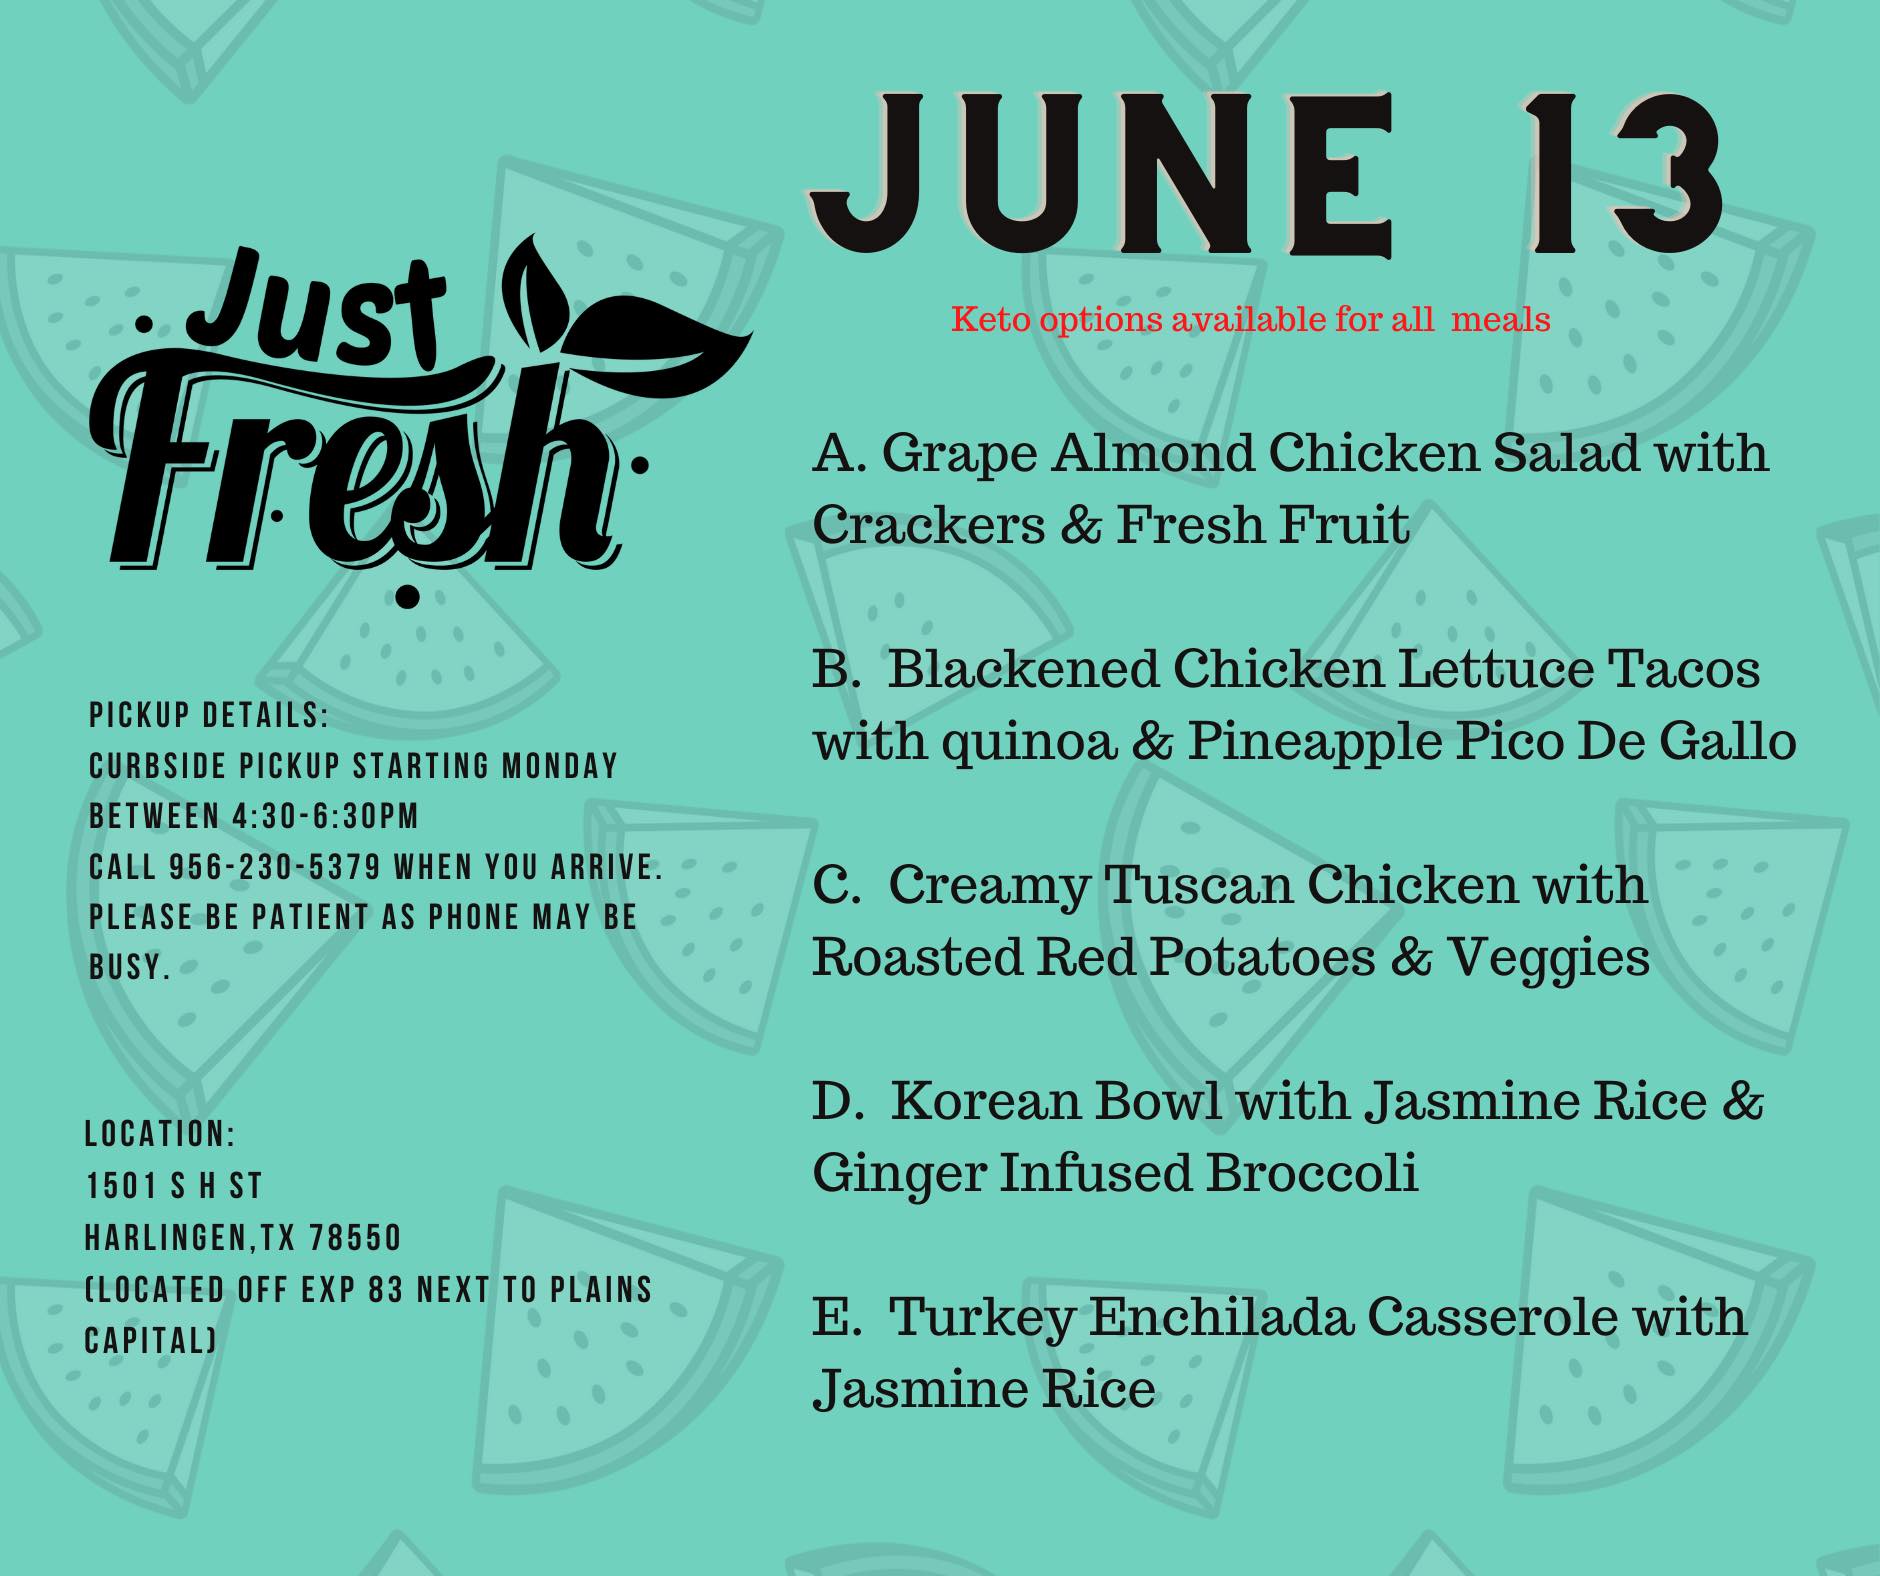 Just
Fresh
PICKUP DETAILS:
CURBSIDE PICKUP STARTING MONDAY
BETWEEN 4:30-6:30PM
CALL 956-230-5379 WHEN YOU ARRIVE.
PLEASE BE PATIENT AS PHONE MAY BE
BUSY.
LOCATION:
1501 S H ST
HARLINGEN,TX 78550
(LOCATED OFF EXP 83 NEXT TO PLAINS
CAPITAL)
JUNE 13
Keto options available for all meals
A. Grape Almond Chicken Salad with
Crackers & Fresh Fruit
B. Blackened Chicken Lettuce Tacos
with quinoa & Pineapple Pico De Gallo
C. Creamy Tuscan Chicken with
Roasted Red Potatoes & Veggies
D. Korean Bowl with Jasmine Rice &
Ginger Infused Broccoli
E. Turkey Enchilada Casserole with
Jasmine Rice